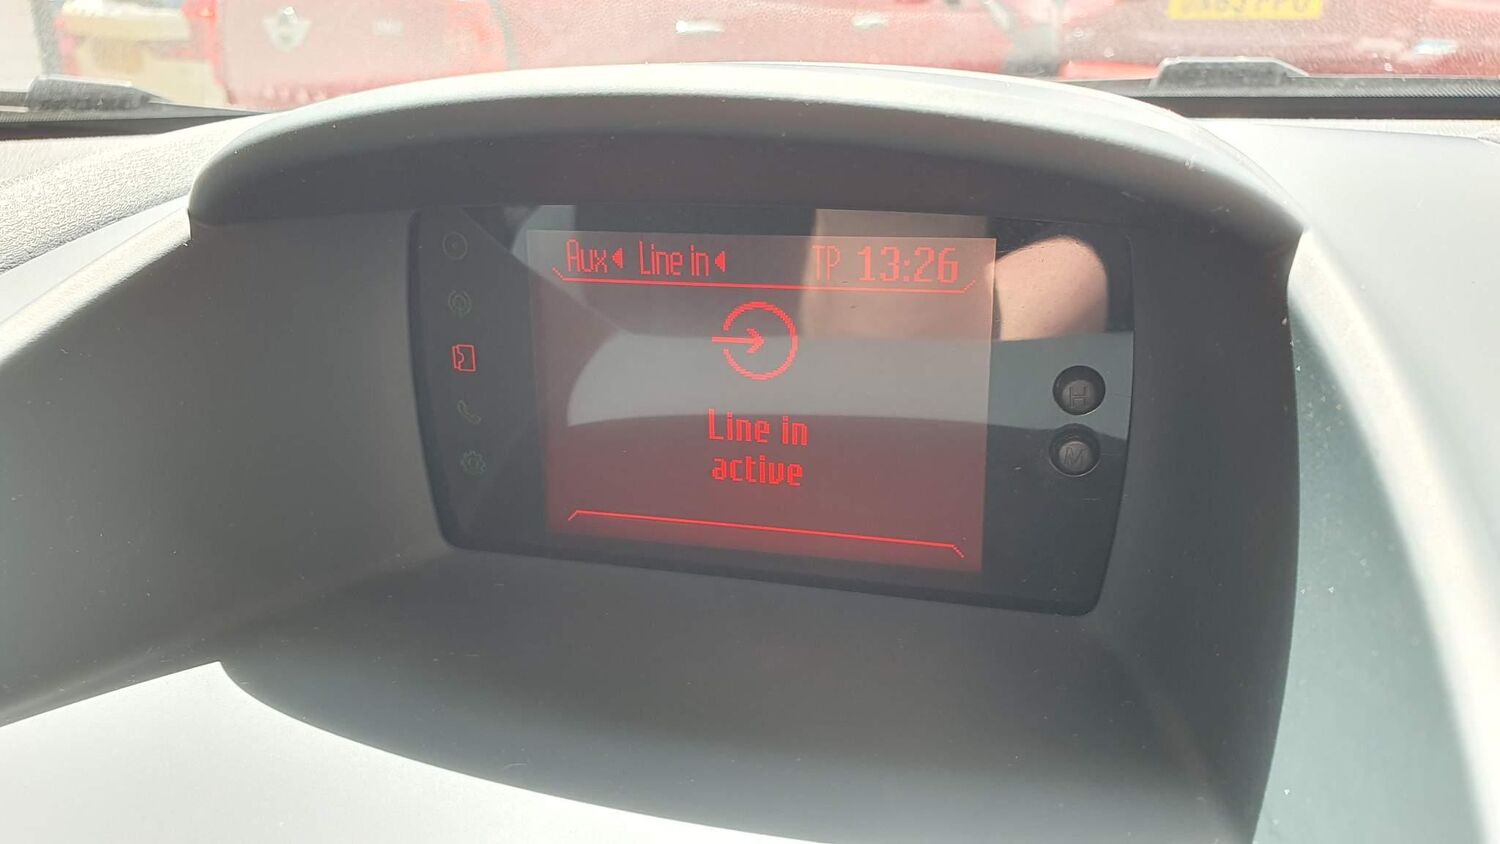 Aux Line in TP 13:26
Line in
active
H
M